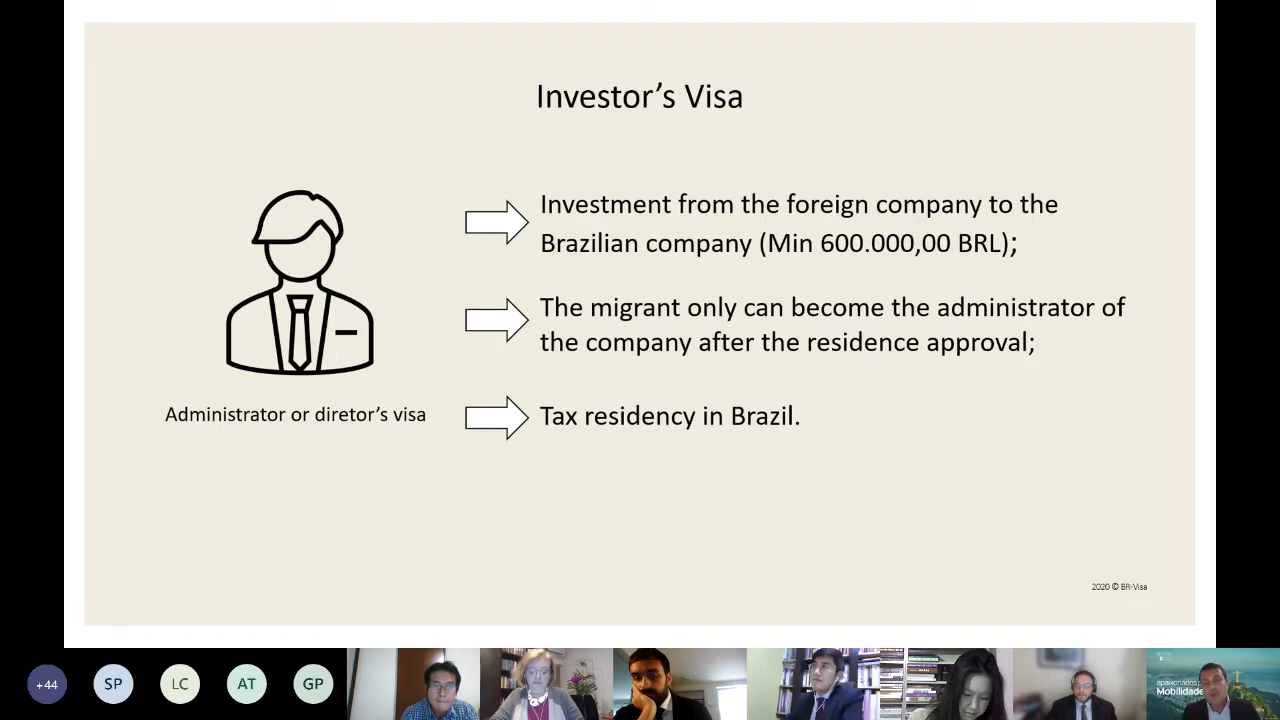 Investor’s Visa
Investment from the foreign company to the
Brazilian company (Min 600.000,00 BRL);
The migrant only can become the administrator of
the company after the residence approval;
Administrator or diretor’s visa
Tax residency in Brazil.
2020 © BR-Visa
+44
SP
LC
AT
GP
apaixonados
Mobilidade